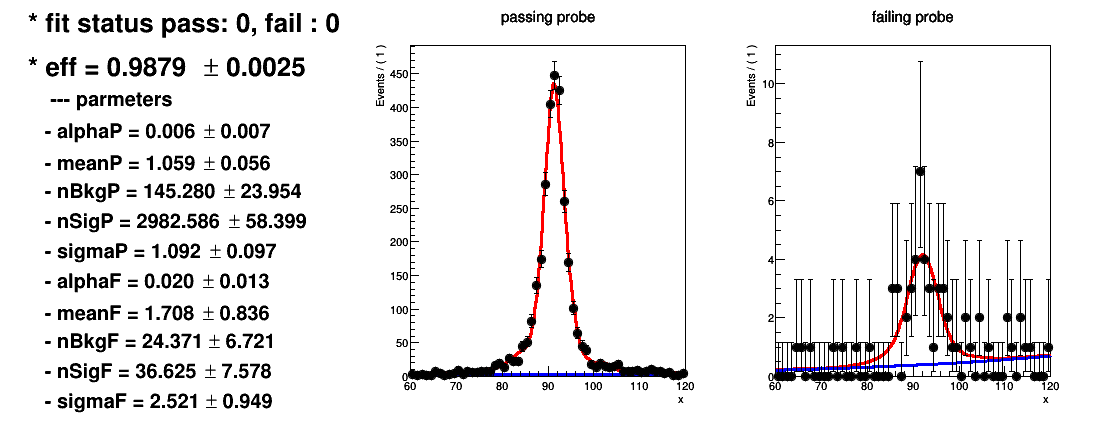 * fit status pass: 0, fail : 0
* eff = 0.9879 ± 0.0025
--- parmeters
- alphaP = 0.006 ± 0.007
- meanP = 1.059 ± 0.056
- nBkgP = 145.280 ± 23.954
- nSigP = 2982.586 ± 58.399
- sigmaP = 1.092 ± 0.097
- alphaF = 0.020 ± 0.013
- meanF = 1.708 ± 0.836
- nBkgF = 24.371 ± 6.721
- nSigF = 36.625 ± 7.578
- sigmaF = 2.521 ± 0.949
passing probe
Events / ( 1 )
450
400
350
300
250
200
150
100
50
0
60 70 80 90 100 110 120
x
failing probe
Events / ( 1 )
10
8
6
4
2
0
60 70 80 90 100 110 120
x